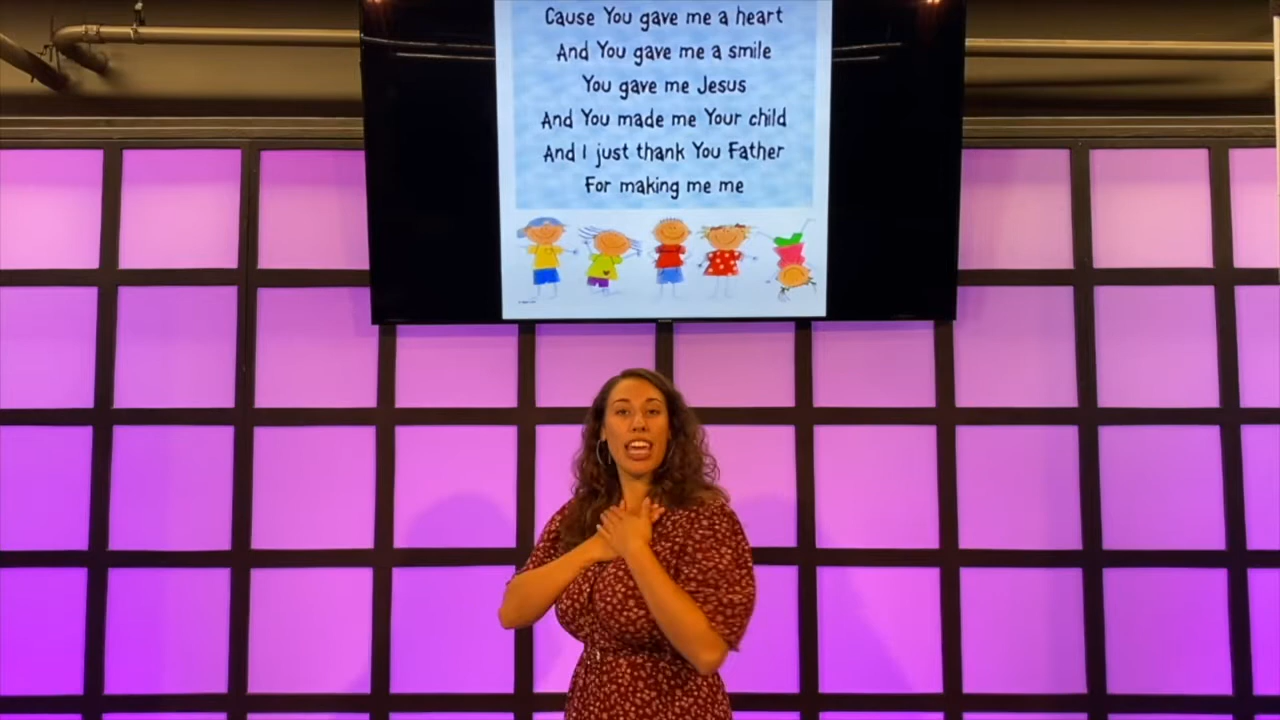 Cause You gave me a heart
And You gave me a smile
You gave me Jesus
And You made me Your child
And I just thank You Father
For making me me